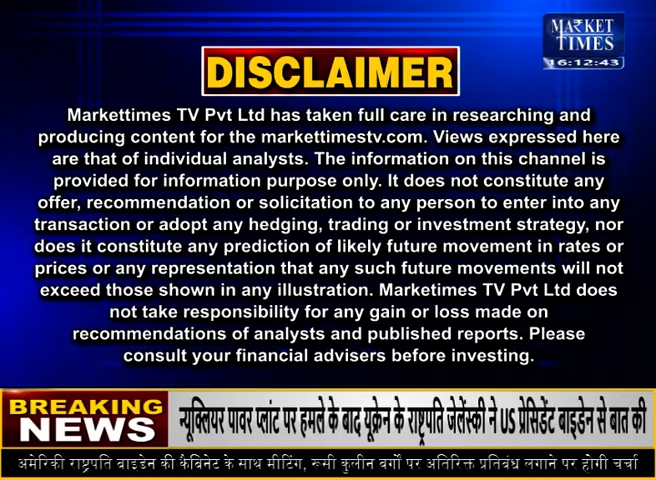 MARKET
TIMES
16:12:43
DISCLAIMER
Markettimes TV Pvt Ltd has taken full care in researching and
producing content for the markettimestv.com. Views expressed here
are that of individual analysts. The information on this channel is
provided for information purpose only. It does not constitute any
offer, recommendation or solicitation to any person to enter into any
transaction or adopt any hedging, trading or investment strategy, nor
does it constitute any prediction of likely future movement in rates or
prices or any representation that any such future movements will not
exceed those shown in any illustration. Marketimes TV Pvt Ltd does
not take responsibility for any gain or loss made on
recommendations of analysts and published reports. Please
consult your financial advisers before investing.
BREAKING
NEWS
न्यूक्लियर पावर प्लांट पर हमले के बाद यूक्रेन के राष्ट्रपति जेलेंस्की ने US प्रेसिडेंट बाइडेन से बात की
अमेरिकी राष्ट्रपति बाइडेन की कैबिनेट के साथ मीटिंग, रूसी कुलीन वर्गों पर अतिरिक्त प्रतिबंध लगाने पर होगी चर्चा